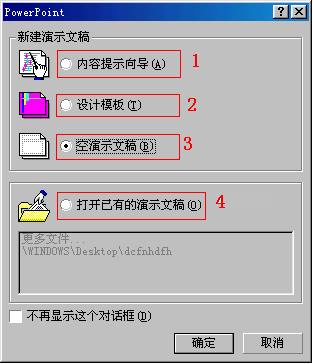 PowerPoint
新建演示文稿
内容提示向导(A) 1
设计模板(T) 2
空演示文稿(B) 3
打开已有的演示文稿(O) 4
更多文件...
\WINDOWS\Desktop\dcfnhdfh
不再显示这个对话框(D)
确定 取消